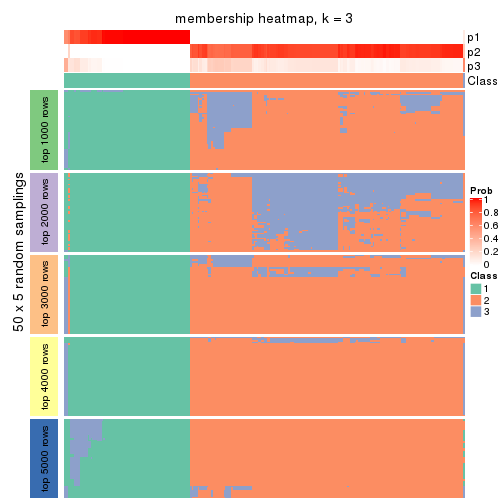 membership heatmap, k = 3
p1
p2
p3
Class
50 x 5 random samplings
top 1000 rows
top 2000 rows
top 3000 rows
top 4000 rows
top 5000 rows
Prob
1
0.8
0.6
0.4
0.2
0
Class
1
2
3